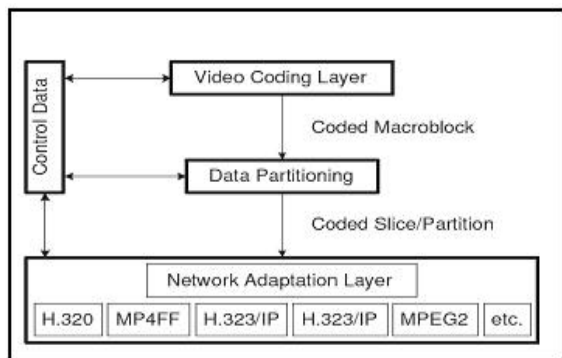 Video Coding Layer
Control Data
Coded Macroblock
Data Partitioning
Coded Slice/Partition
Network Adaptation Layer
H.320 MP4FF H.323/IP H.323/IP MPEG2 etc.